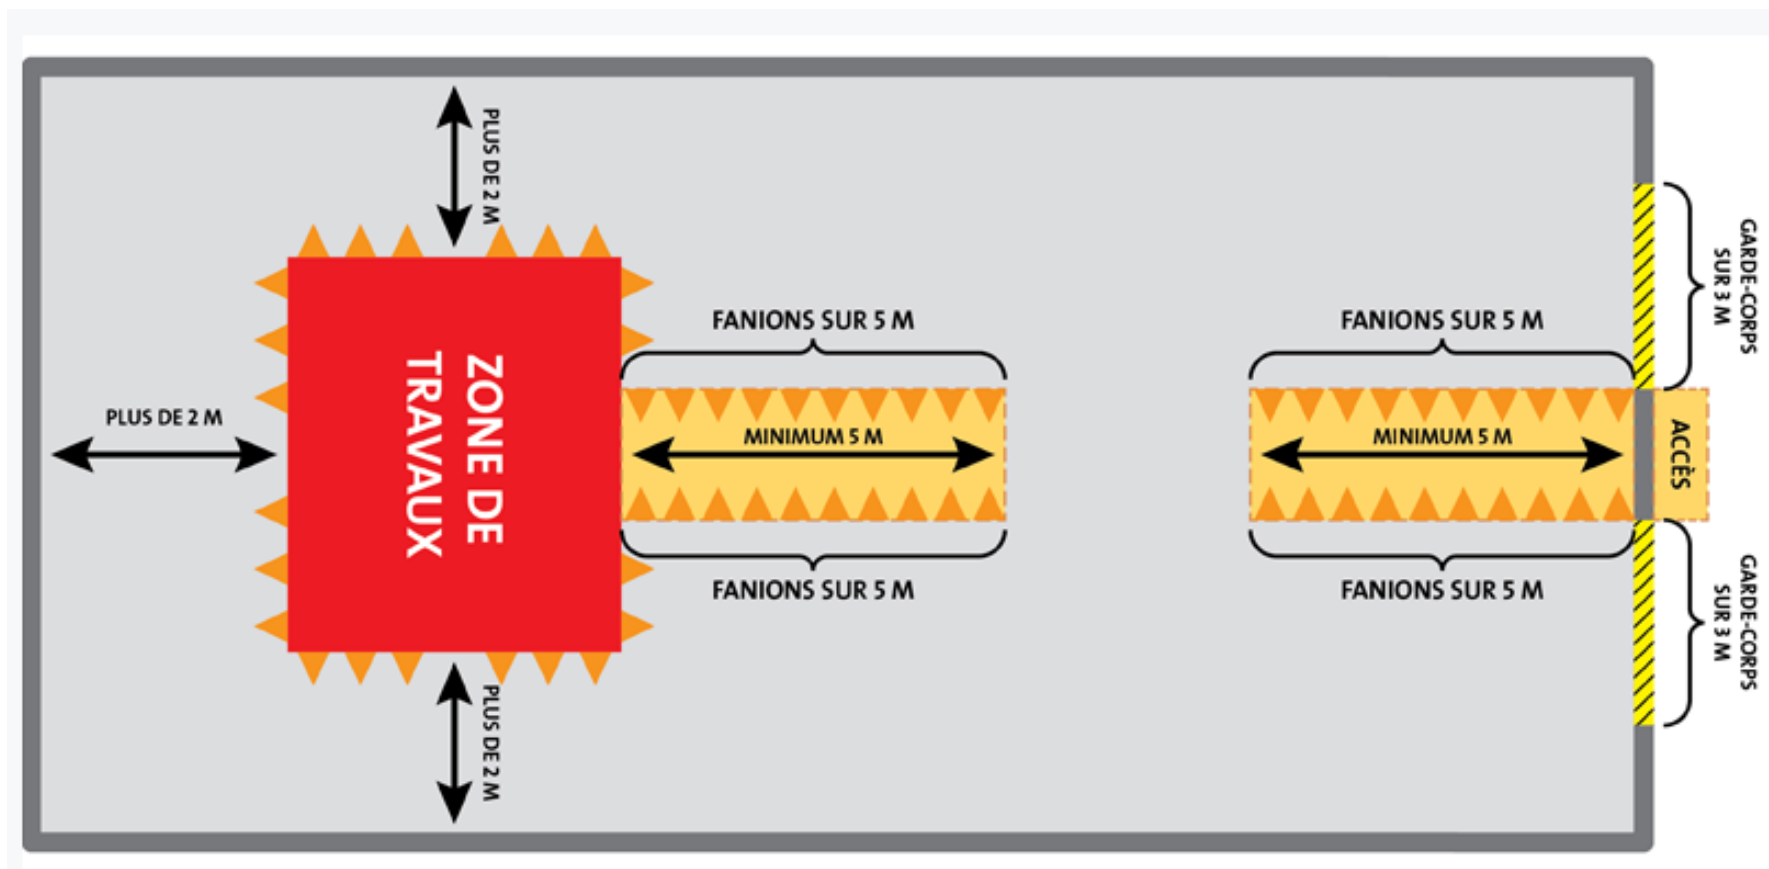 PLUS DE 2 M
GARDE-CORPS
SUR 3 M
FANIONS SUR 5 M
FANIONS SUR 5 M
ZONE DE
TRAVAUX
PLUS DE 2 M
MINIMUM 5 M
MINIMUM 5 M
ACCÈS
FANIONS SUR 5 M
FANIONS SUR 5 M
GARDE-CORPS
SUR 3 M
PLUS DE 2 M